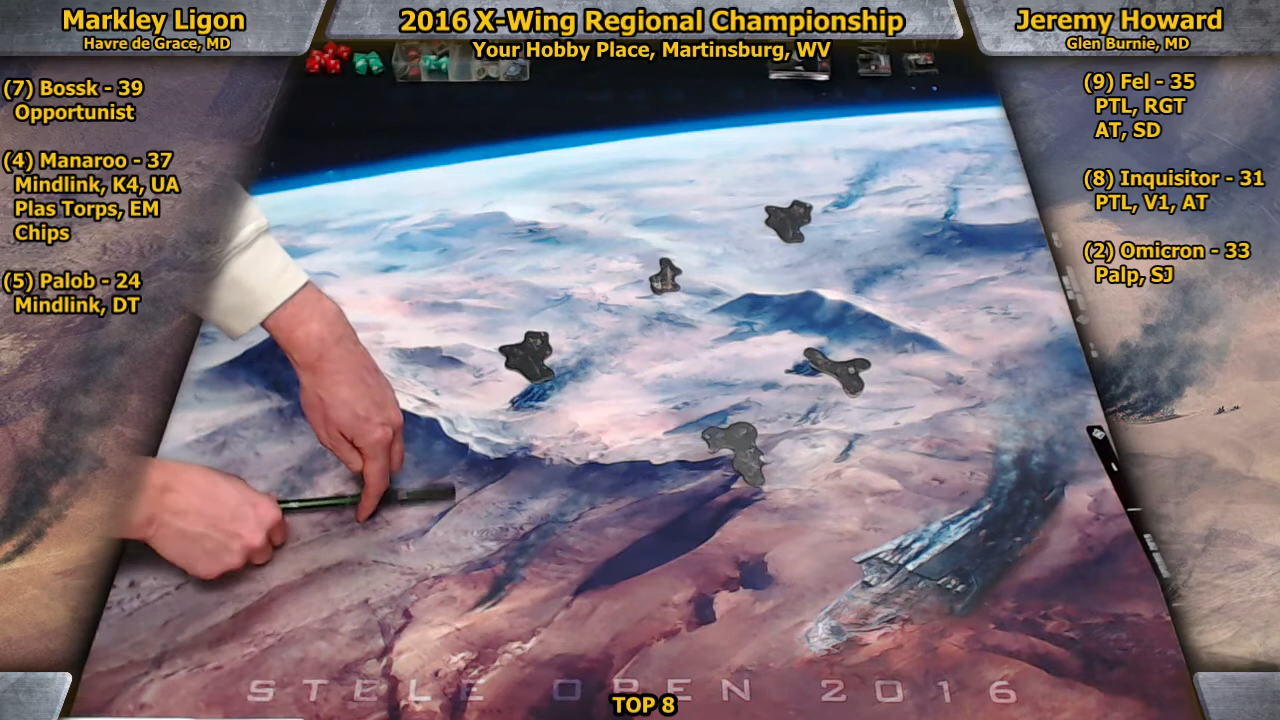 Markley Ligon
Havre de Grace, MD
2016 X-Wing Regional Championship
Your Hobby Place, Martinsburg, WV
Jeremy Howard
Glen Burnie, MD
(7) Bossk - 39
Opportunist
(4) Manaroo - 37
Mindlink, K4, UA
Plas Torps, EM
Chips
(5) Palob - 24
Mindlink, DT
(9) Fel - 35
PTL, RGT
AT, SD
(8) Inquisitor - 31
PTL, V1, AT
(2) Omicron - 33
Palp, SJ
STELE OPEN 2016
TOP 8